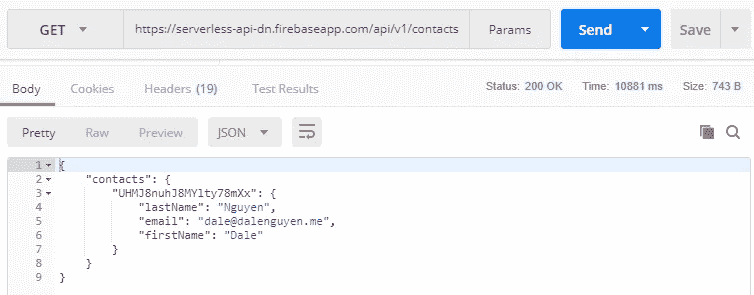 GET https://serverless-api-dn.firebaseapp.com/api/v1/contacts Params Send Save
Body Cookies Headers (19) Test Results Status: 200 OK Time: 10881 ms Size: 743 B
Pretty Raw Preview JSON
1 {
2 "contacts": {
3 "UHMJ8nuhJ8MYlty78mXx": {
4 "lastName": "Nguyen",
5 "email": "dale@dalenguyen.me",
6 "firstName": "Dale"
7 }
8 }
9 }